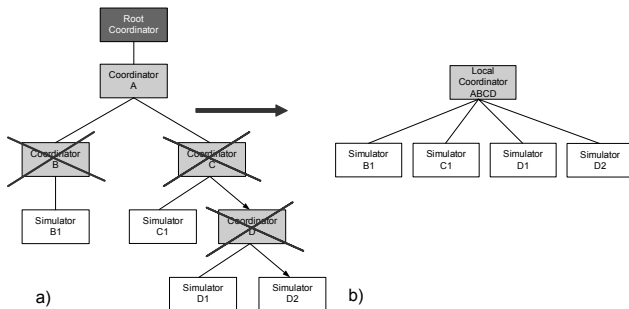 Root
Coordinator
Coordinator
A
Local
Coordinator
ABCD
Coordinator
B
Coordinator
C
Simulator
B1
Simulator
C1
Simulator
D1
Simulator
D2
Simulator
B1
Simulator
C1
Coordinator
D
Simulator
D1
Simulator
D2
a)
b)